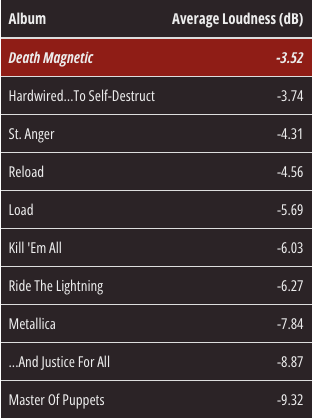 Album Average Loudness (dB)
Death Magnetic -3.52
Hardwired...To Self-Destruct -3.74
St. Anger -4.31
Reload -4.56
Load -5.69
Kill 'Em All -6.03
Ride The Lightning -6.27
Metallica -7.84
...And Justice For All -8.87
Master Of Puppets -9.32